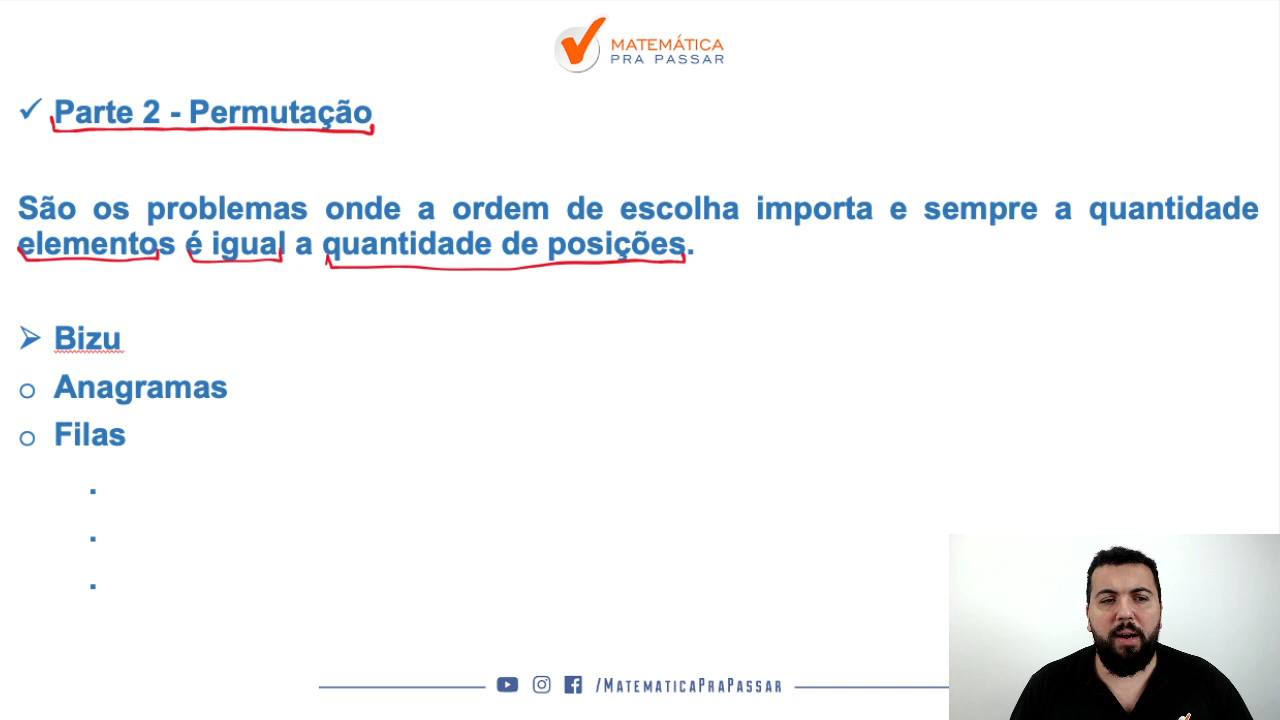 MATEMÁTICA
PRA PASSAR
Parte 2 - Permutação
São os problemas onde a ordem de escolha importa e sempre a quantidade
elementos é igual a quantidade de posições.
Bizu
Anagramas
Filas
.
.
.
/MATEMATICAPRAPASSAR